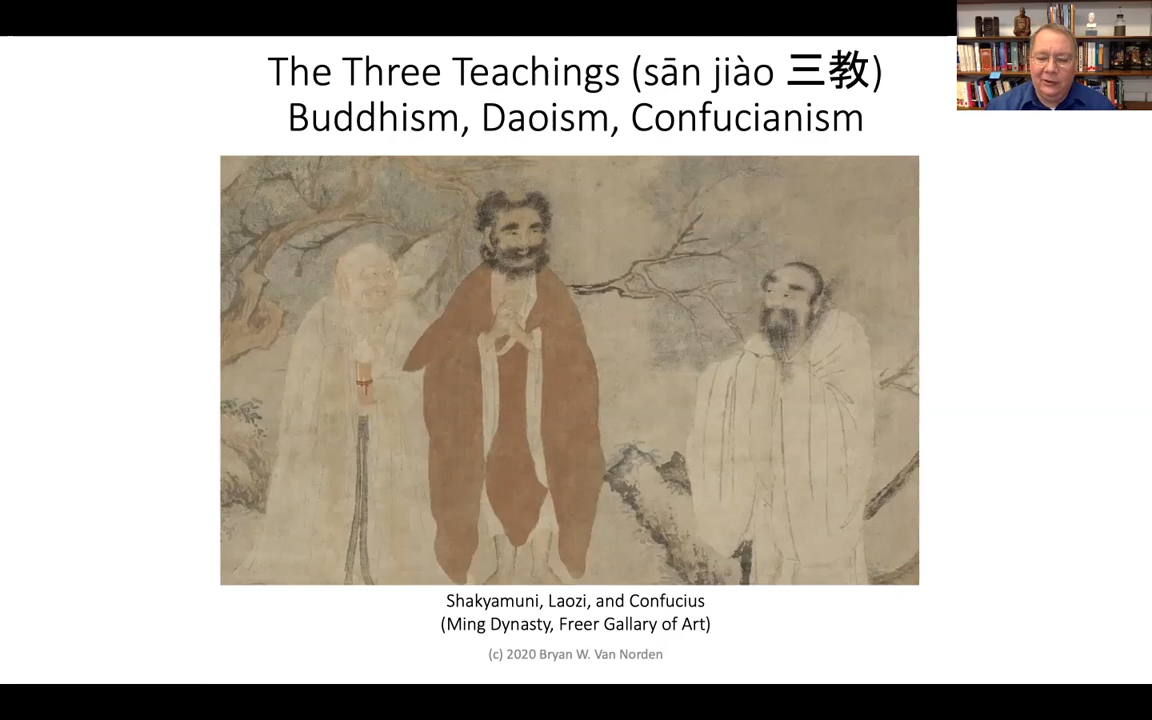 The Three Teachings (sān jiào 三教)
Buddhism, Daoism, Confucianism
Shakyamuni, Laozi, and Confucius
(Ming Dynasty, Freer Gallary of Art)
(c) 2020 Bryan W. Van Norden